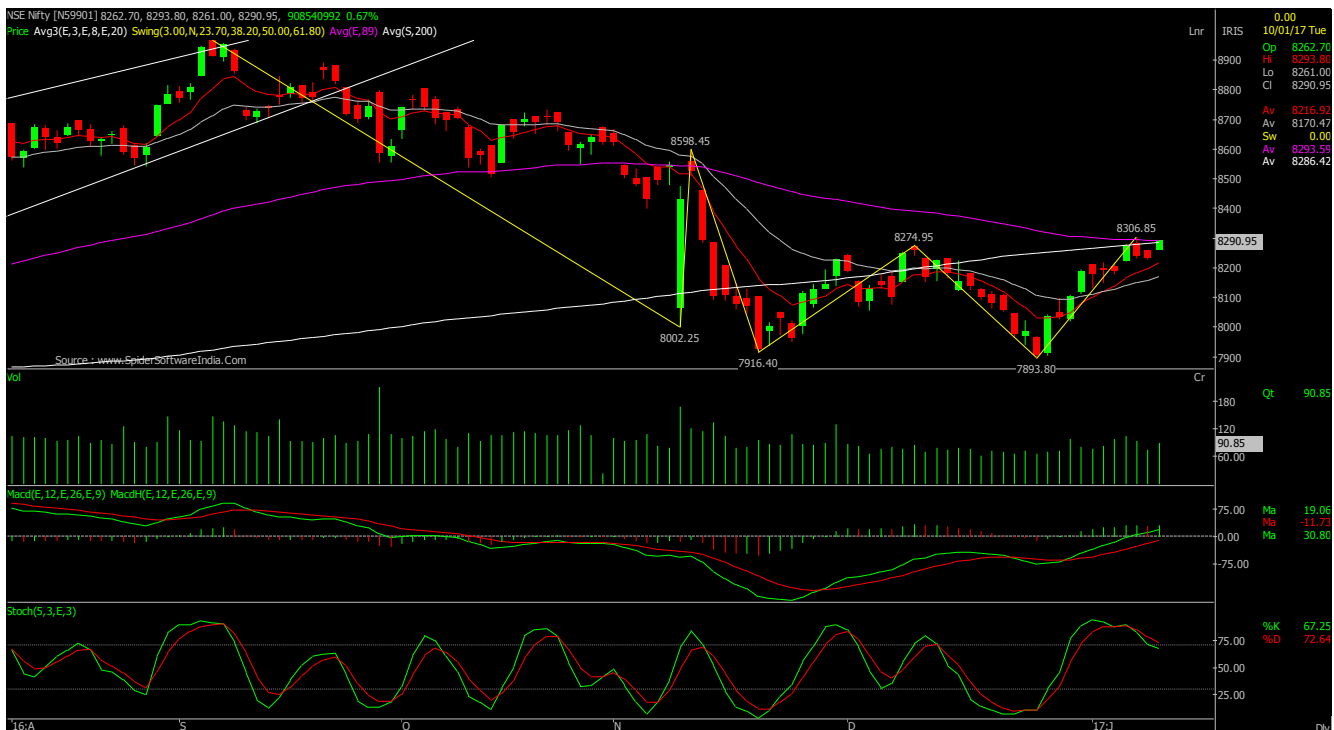 NSE Nifty [N59901] 8262.70, 8293.80, 8261.00, 8290.95, 908540992 0.67%
Price Avg3(E,3,E,8,E,20) Swing(3.00,N,23.70,38.20,50.00,61.80) Avg(E,89) Avg(S,200)
Lnr
IRIS
0.00
10/01/17 Tue
Op 8262.70
Hi 8293.80
Lo 8261.00
Cl 8290.95
Av 8216.92
Av 8170.47
Sw 0.00
Av 8293.59
Av 8286.42
8900
8800
8700
8600
8500
8400
8290.95
8200
8100
8000
7900
8598.45
8306.85
8274.95
8002.25
7916.40
7893.80
Source : www.SpiderSoftwareIndia.Com
Vol
Cr
180
120
90.85
60.00
Qt 90.85
Macd(E,12,E,26,E,9) MacdH(E,12,E,26,E,9)
75.00
0.00
-75.00
Ma 19.06
Ma -11.73
Ma 30.80
Stoch(5,3,E,3)
75.00
50.00
25.00
%K 67.25
%D 72.64
16:A S O N D 17:J
Dly